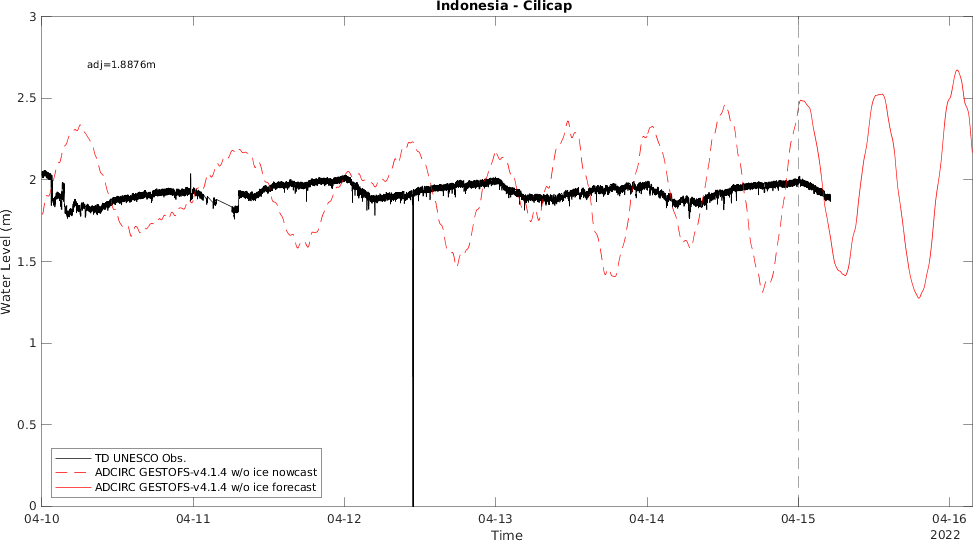 Indonesia - Cilicap
adj=1.8876m
3
2.5
2
1.5
1
0.5
0
Water Level (m)
TD UNESCO Obs.
ADCIRC GESTOFS-v4.1.4 w/o ice nowcast
ADCIRC GESTOFS-v4.1.4 w/o ice forecast
04-10 04-11 04-12 04-13 04-14 04-15 04-16
Time
2022